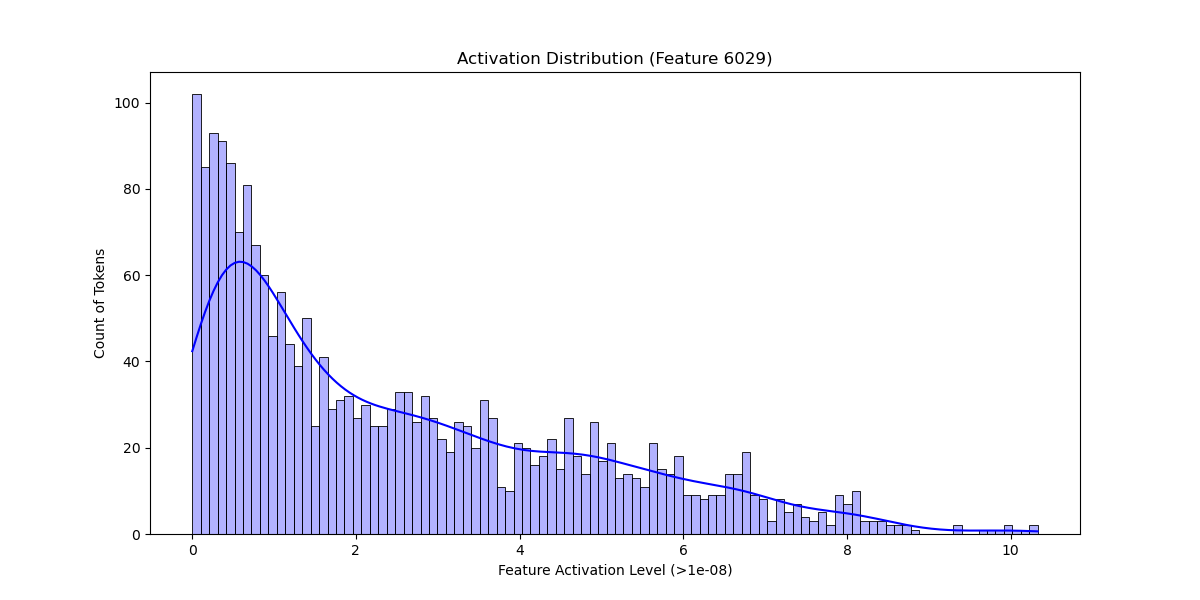 Activation Distribution (Feature 6029)
100
80
60
40
20
0
Count of Tokens
0 2 4 6 8 10
Feature Activation Level (>1e-08)